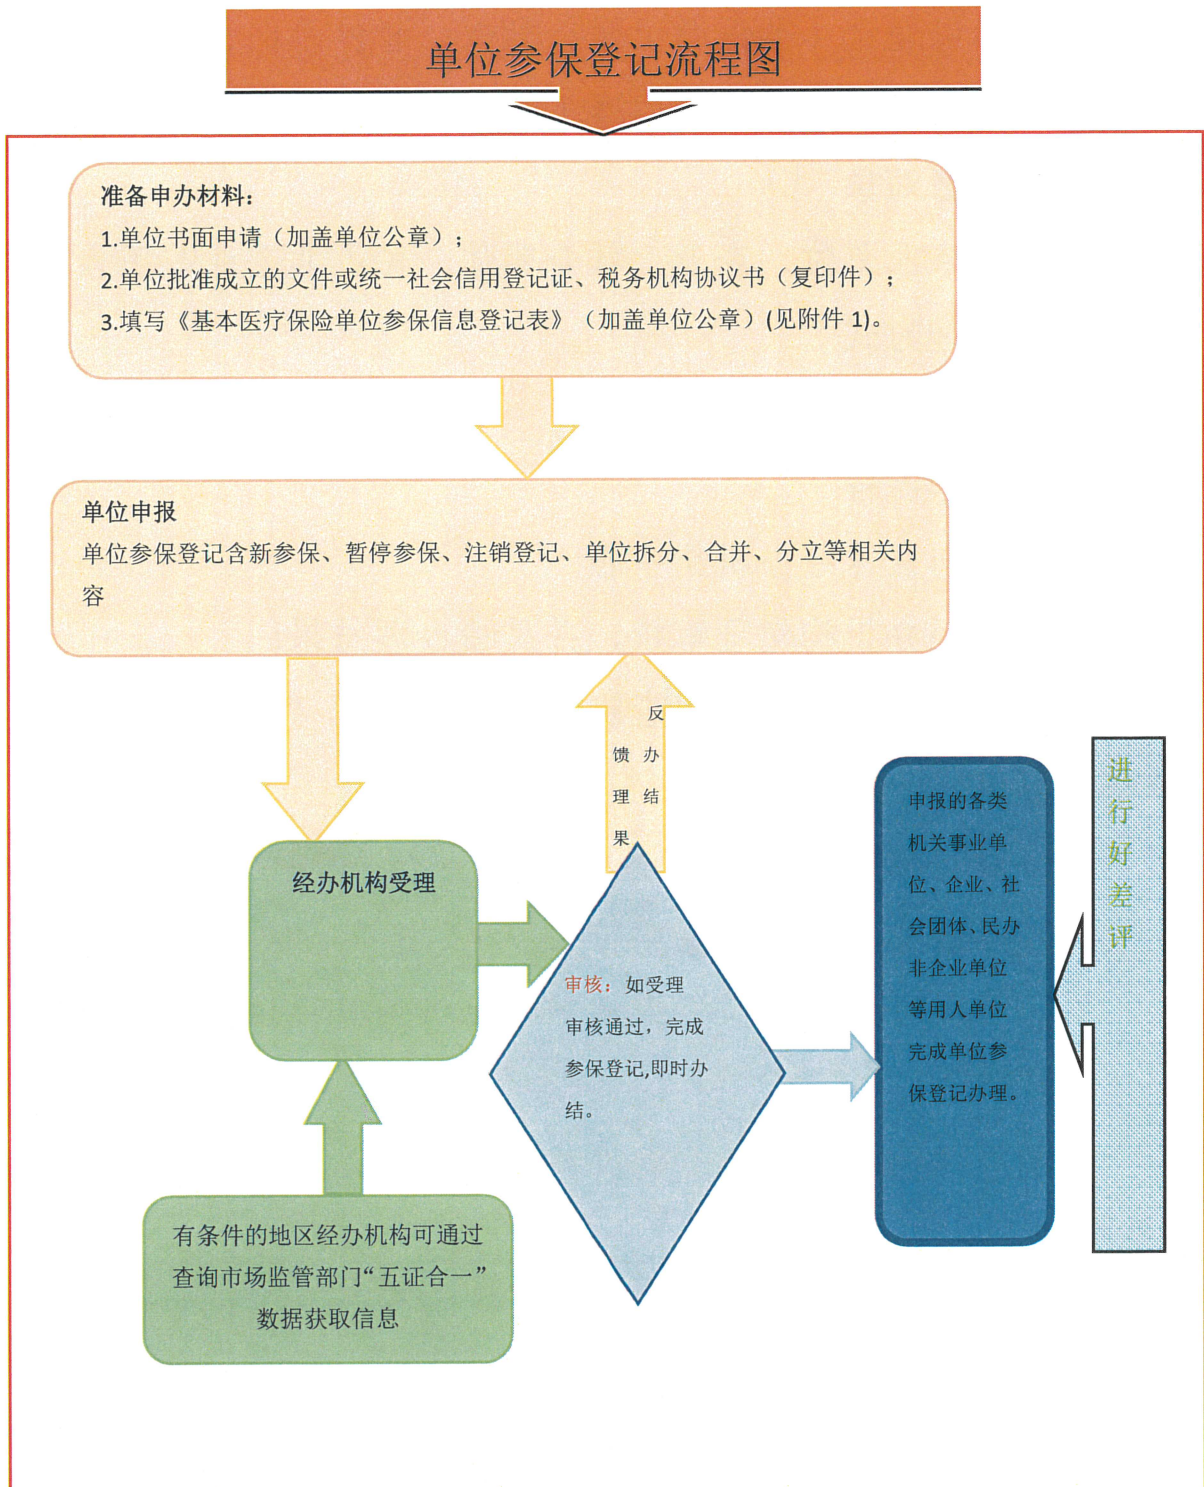 单位参保登记流程图
准备申办材料：
1.单位书面申请（加盖单位公章）；
2.单位批准成立的文件或统一社会信用登记证、税务机构协议书（复印件）；
3.填写《基本医疗保险单位参保信息登记表》（加盖单位公章）(见附件 1)。
单位申报
单位参保登记含新参保、暂停参保、注销登记、单位拆分、合并、分立等相关内
容
反
馈 办
理 结
果
经办机构受理
审核：如受理
审核通过，完成
参保登记,即时办
结。
申报的各类
机关事业单
位、企业、社
会团体、民办
非企业单位
等用人单位
完成单位参
保登记办理。
进
行
好
差
评
有条件的地区经办机构可通过
查询市场监管部门“五证合一”
数据获取信息